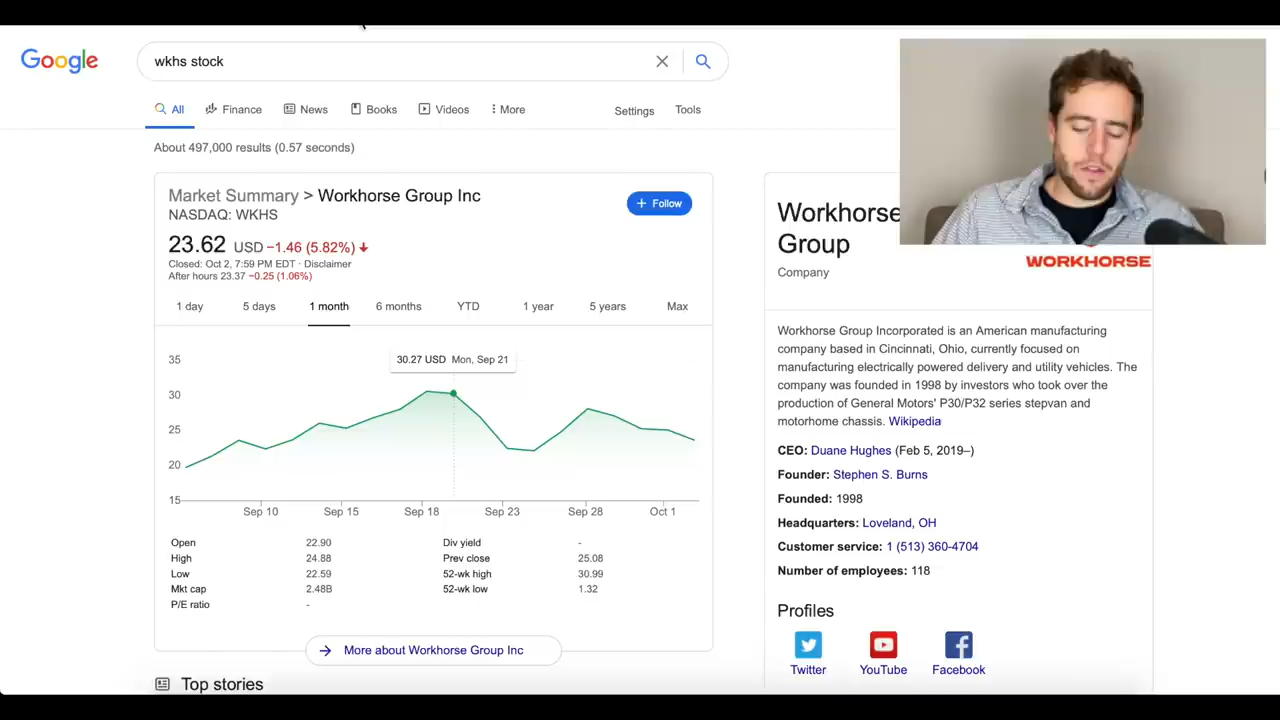 Google
wkhs stock
All
Finance
News
Books
Videos
More
Settings
Tools
About 497,000 results (0.57 seconds)
Market Summary > Workhorse Group Inc
NASDAQ: WKHS
+ Follow
23.62 USD −1.46 (5.82%)
Closed: Oct 2, 7:59 PM EDT · Disclaimer
After hours 23.37 −0.25 (1.06%)
1 day
5 days
1 month
6 months
YTD
1 year
5 years
Max
30.27 USD Mon, Sep 21
35
30
25
20
15
Sep 10
Sep 15
Sep 18
Sep 23
Sep 28
Oct 1
Open 22.90
High 24.88
Low 22.59
Mkt cap 2.48B
P/E ratio -
Div yield -
Prev close 25.08
52-wk high 30.99
52-wk low 1.32
More about Workhorse Group Inc
Top stories
Workhorse
Group
Company
WORKHORSE
Workhorse Group Incorporated is an American manufacturing
company based in Cincinnati, Ohio, currently focused on
manufacturing electrically powered delivery and utility vehicles. The
company was founded in 1998 by investors who took over the
production of General Motors' P30/P32 series stepvan and
motorhome chassis. Wikipedia
CEO: Duane Hughes (Feb 5, 2019–)
Founder: Stephen S. Burns
Founded: 1998
Headquarters: Loveland, OH
Customer service: 1 (513) 360-4704
Number of employees: 118
Profiles
Twitter
YouTube
Facebook